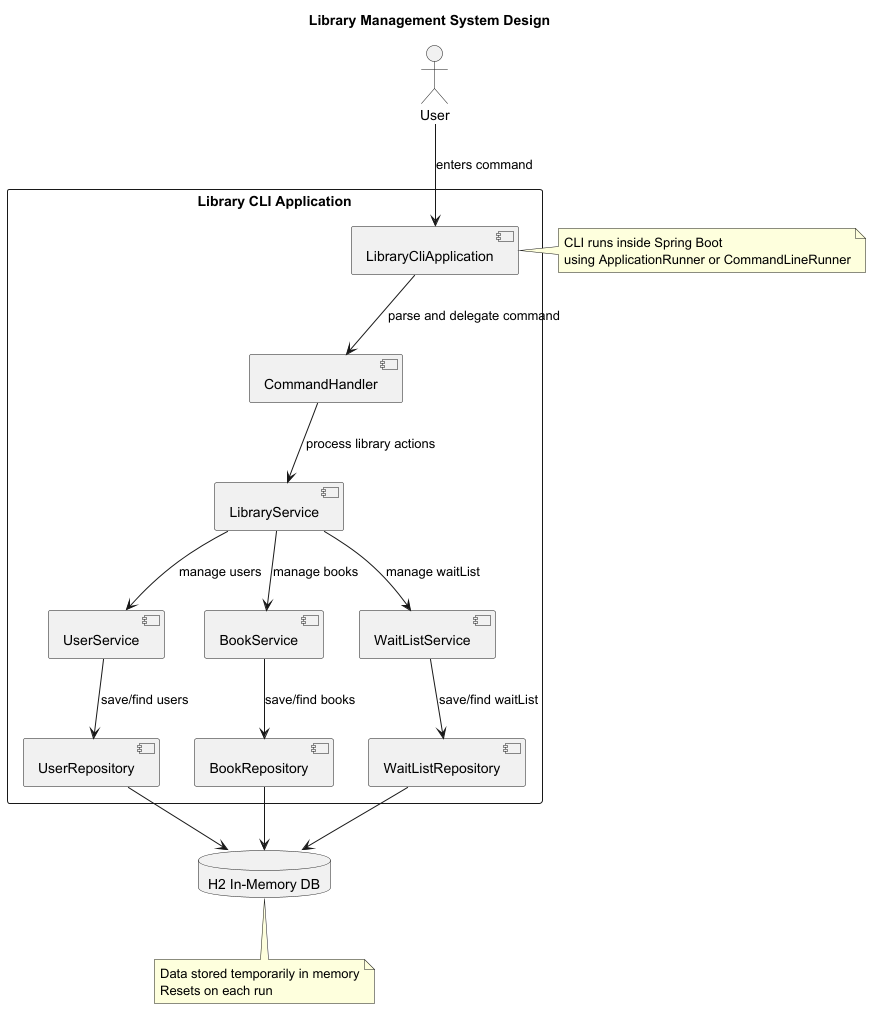 Library Management System Design
User
enters command
Library CLI Application
LibraryCliApplication
CLI runs inside Spring Boot
using ApplicationRunner or CommandLineRunner
parse and delegate command
CommandHandler
process library actions
LibraryService
manage users
manage books
manage waitList
UserService
BookService
WaitListService
save/find users
save/find books
save/find waitList
UserRepository
BookRepository
WaitListRepository
H2 In-Memory DB
Data stored temporarily in memory
Resets on each run